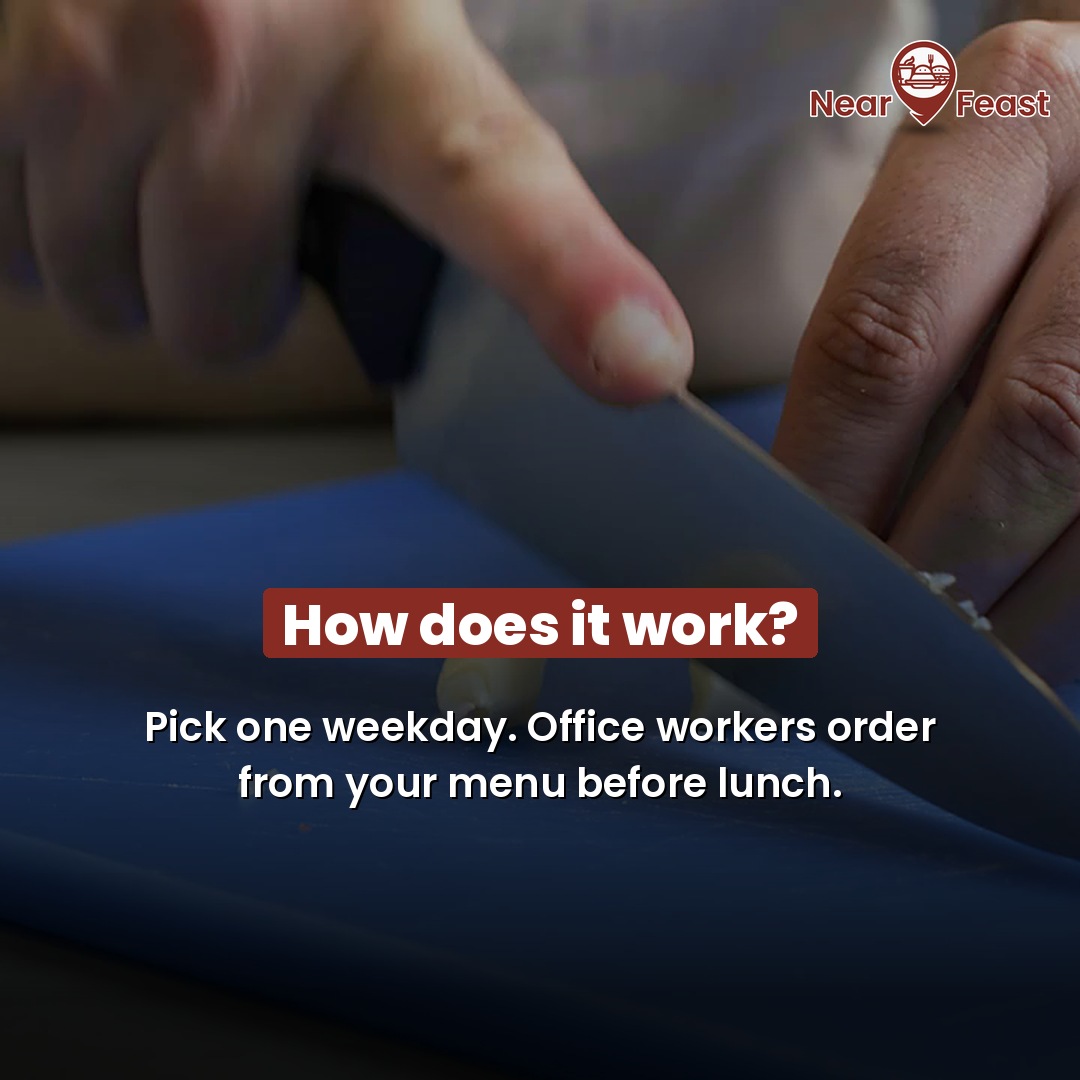 Near Feast
How does it work?
Pick one weekday. Office workers order
from your menu before lunch.